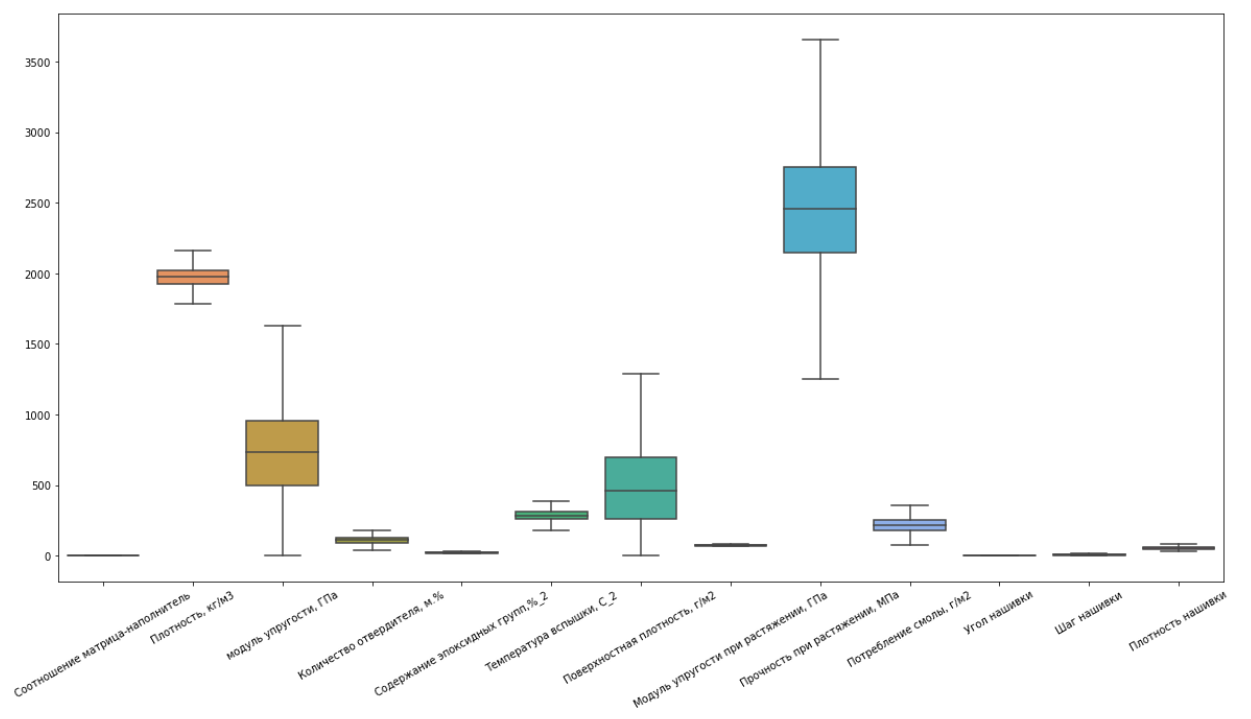 3500
3000
2500
2000
1500
1000
500
0
Соотношение матрица-наполнитель
Плотность, кг/м3
модуль упругости, ГПа
Количество отвердителя, м.%
Содержание эпоксидных групп,%_2
Температура вспышки, С_2
Поверхностная плотность, г/м2
Модуль упругости при растяжении, ГПа
Прочность при растяжении, МПа
Потребление смолы, г/м2
Угол нашивки
Шаг нашивки
Плотность нашивки